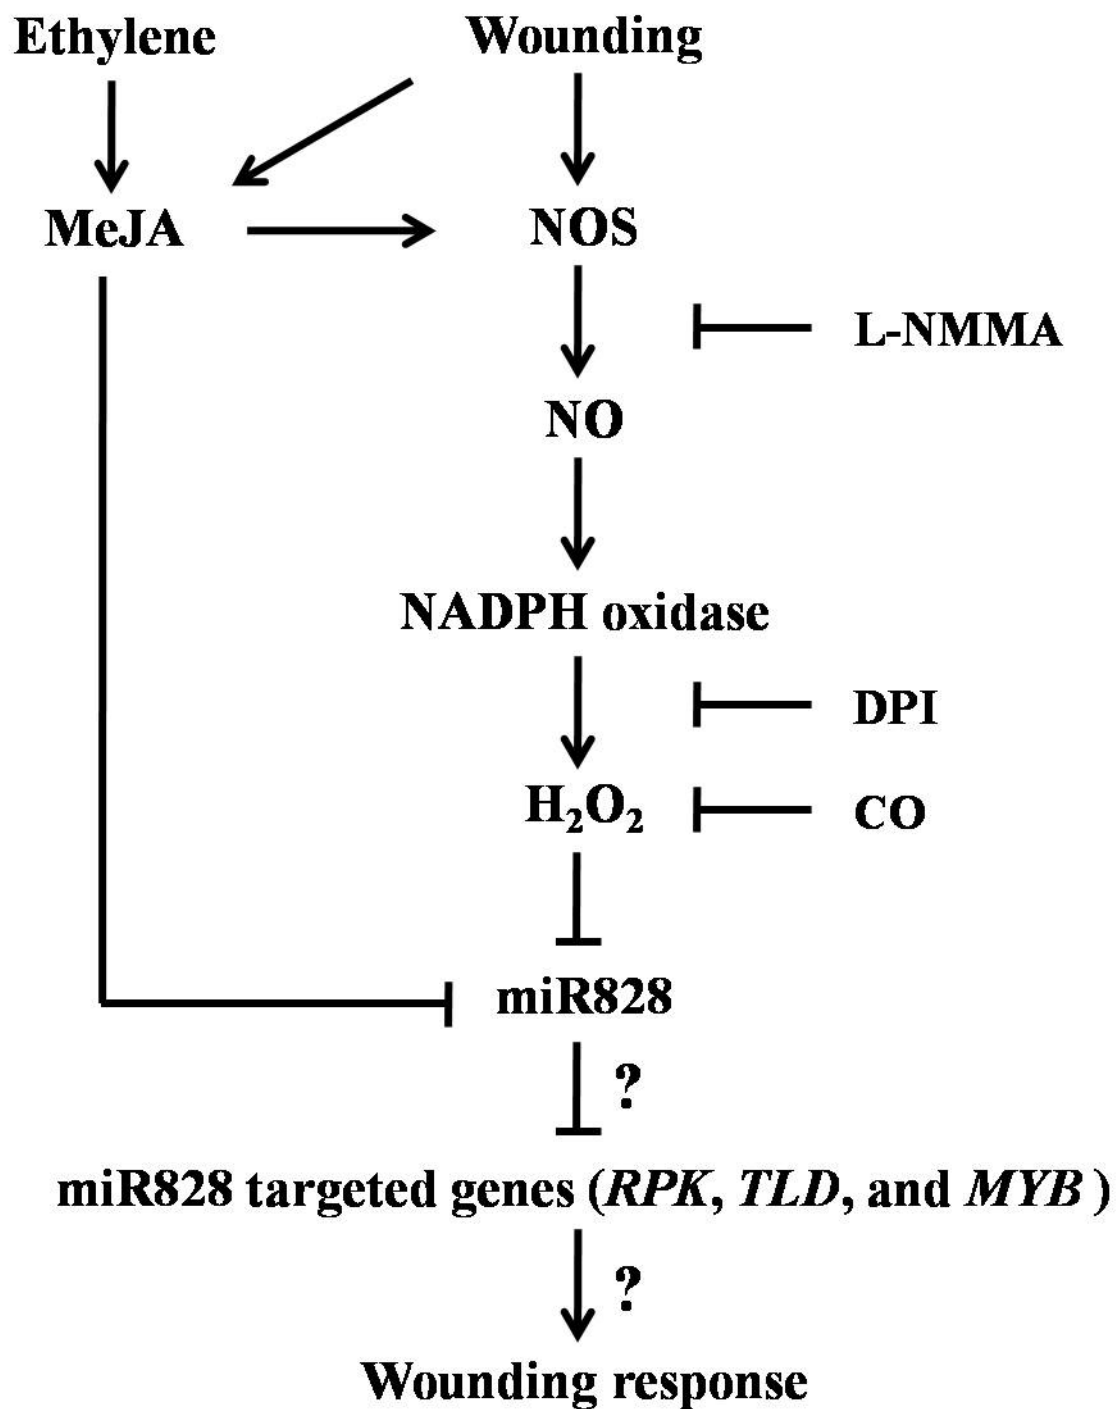 Ethylene
Wounding
MeJA
NOS
L-NMMA
NO
NADPH oxidase
DPI
H₂O₂
CO
miR828
?
miR828 targeted genes (RPK, TLD, and MYB )
?
Wounding response